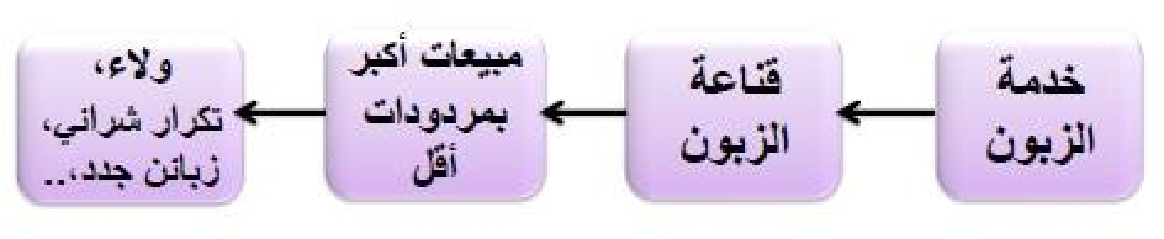 خدمة
الزبون
قناعة
الزبون
مبيعات أكبر
بمردودات
أقل
ولاء،
تكرار شرائي،
زبائن جدد،..